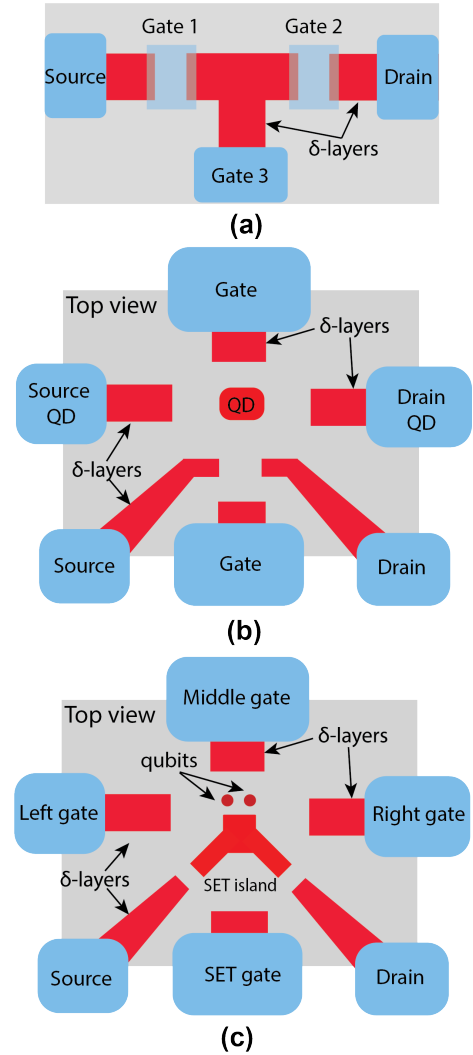 Gate 1
Gate 2
Source
Drain
δ-layers
Gate 3
(a)
Top view
Gate
δ-layers
Source
QD
QD
Drain
QD
δ-layers
Source
Gate
Drain
(b)
Top view
Middle gate
δ-layers
qubits
Left gate
Right gate
δ-layers
SET island
Source
SET gate
Drain
(c)